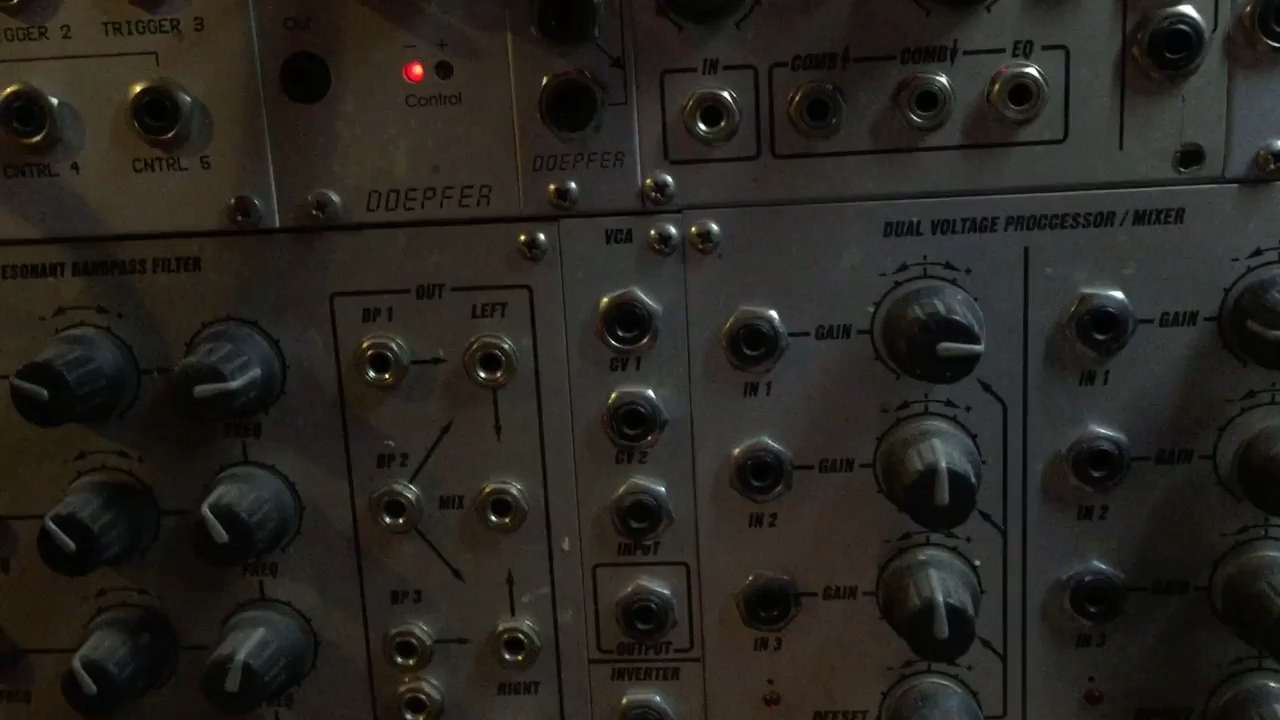 TRIGGER 3
GGER 2
Out
- +
Control
IN
COMB
COMB
EQ
CNTRL 4
CNTRL 5
DOEPFER
DOEPFER
ESONANT BANDPASS FILTER
OUT
BP 1
LEFT
FREQ
BP 2
MIX
FREQ
BP 3
RIGHT
VCA
CV 1
CV 2
INPUT
OUTPUT
INVERTER
DUAL VOLTAGE PROCCESSOR / MIXER
GAIN
IN 1
GAIN
IN 2
GAIN
IN 3
OFFSET
GAIN
IN 1
GAIN
IN 2
GAIN
IN 3